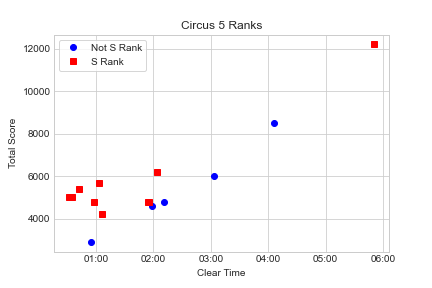 Circus 5 Ranks
Not S Rank
S Rank
12000
10000
8000
6000
4000
Total Score
01:00 02:00 03:00 04:00 05:00 06:00
Clear Time